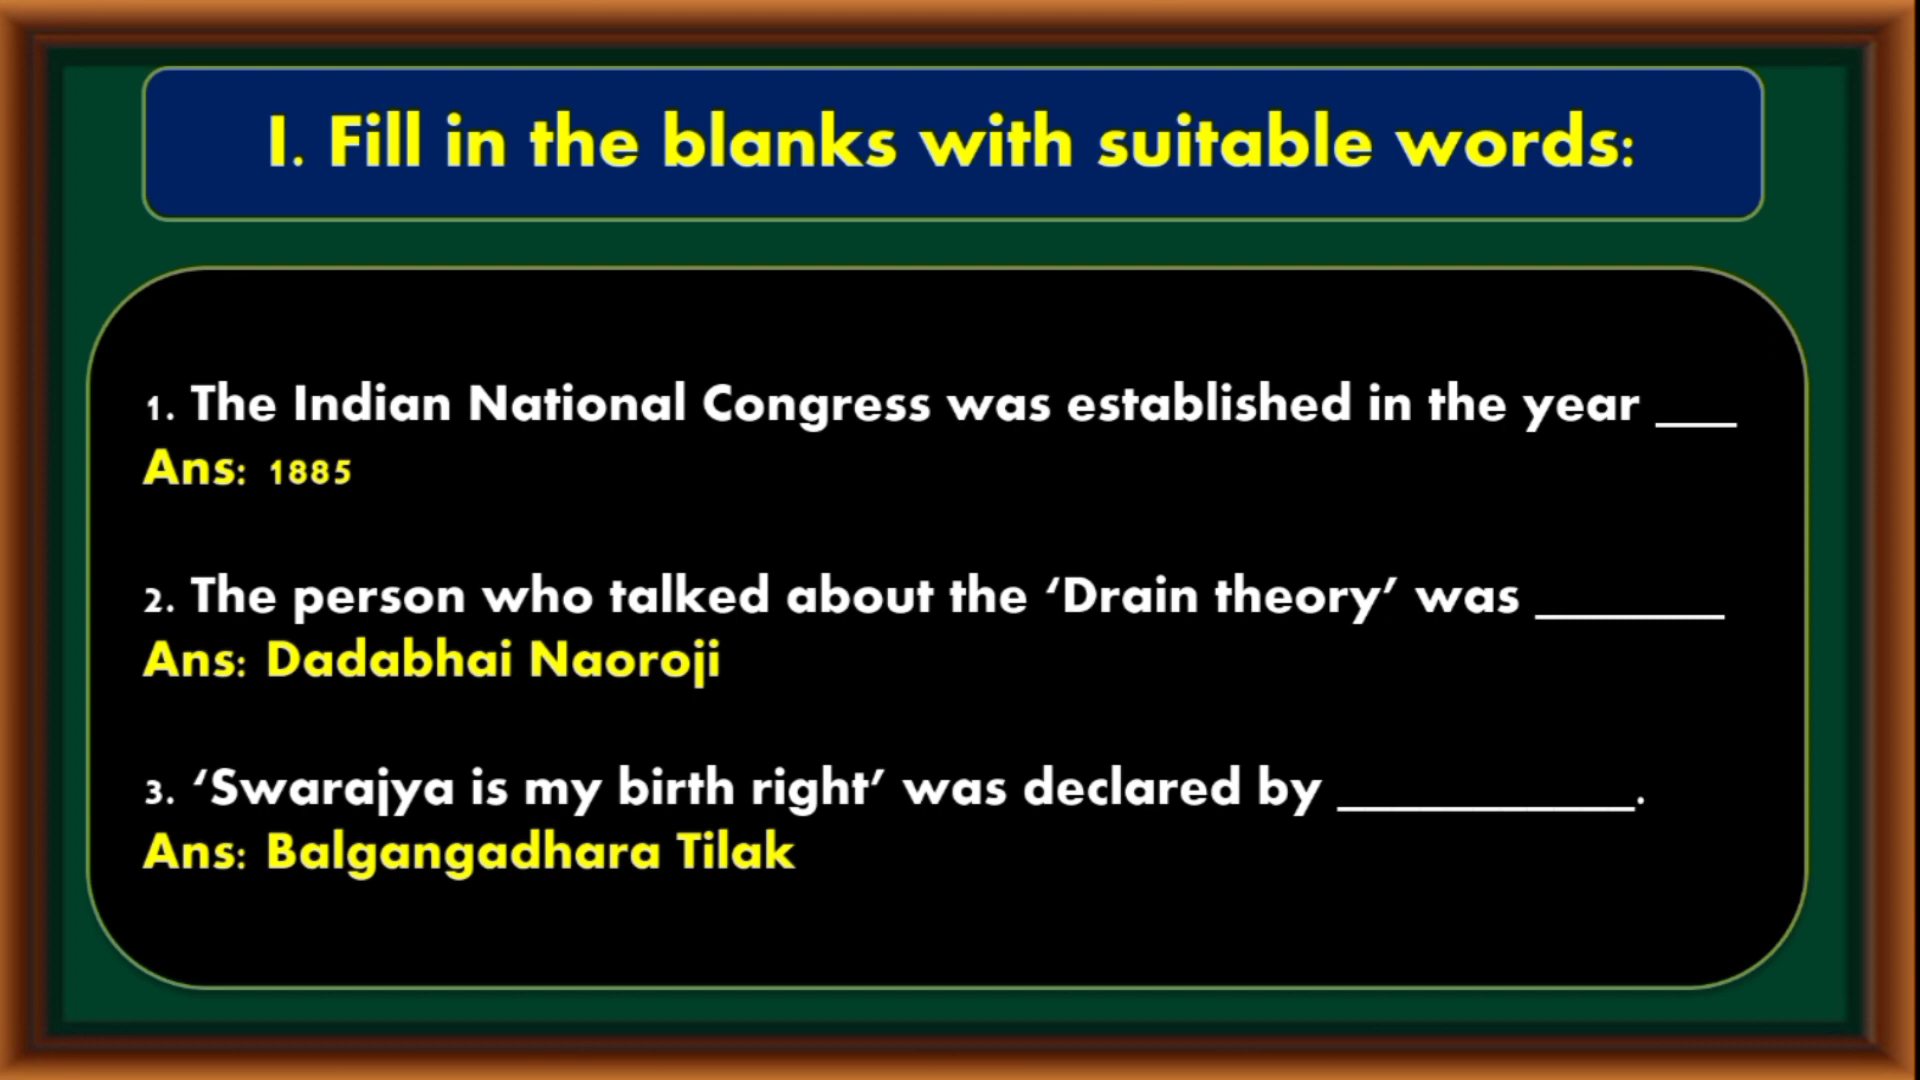 I. Fill in the blanks with suitable words:
1. The Indian National Congress was established in the year ___
Ans: 1885
2. The person who talked about the ‘Drain theory’ was _______
Ans: Dadabhai Naoroji
3. ‘Swarajya is my birth right’ was declared by ___________.
Ans: Balgangadhara Tilak